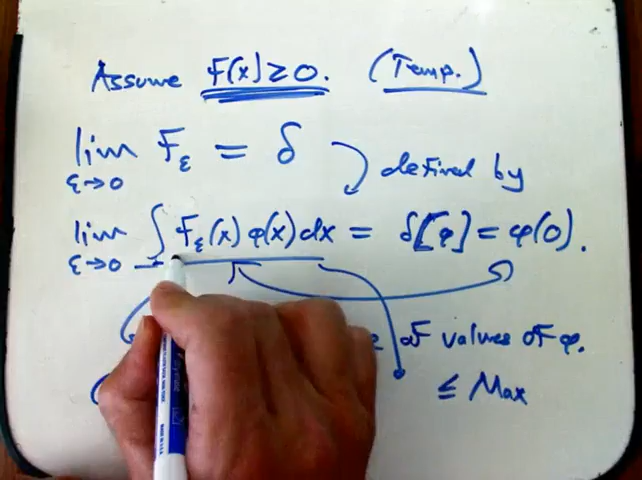 Assume F(x) ≥ 0. (Temp.)
lim ε→0 Fε = δ defined by
lim ε→0 ∫ Fε(x) φ(x) dx = δ[φ] = φ(0).
of values of φ.
≤ Max